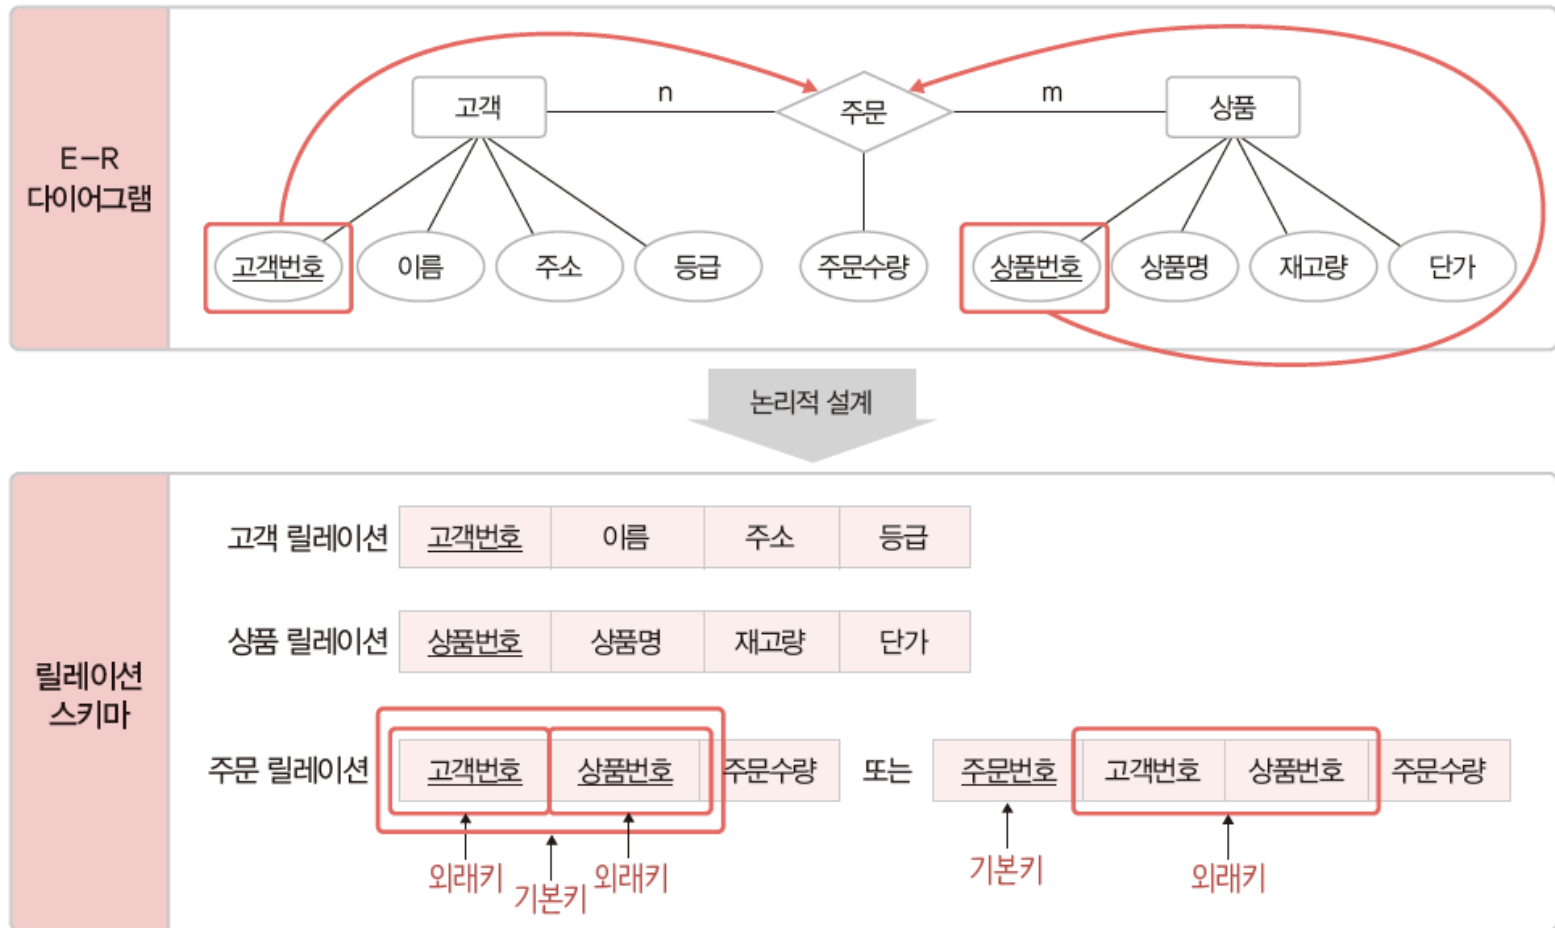 E-R
다이어그램
고객
n
주문
m
상품
고객번호
이름
주소
등급
주문수량
상품번호
상품명
재고량
단가
논리적 설계
릴레이션
스키마
고객 릴레이션 고객번호 이름 주소 등급
상품 릴레이션 상품번호 상품명 재고량 단가
주문 릴레이션 고객번호 상품번호 주문수량 또는 주문번호 고객번호 상품번호 주문수량
외래키 기본키 외래키 기본키 외래키